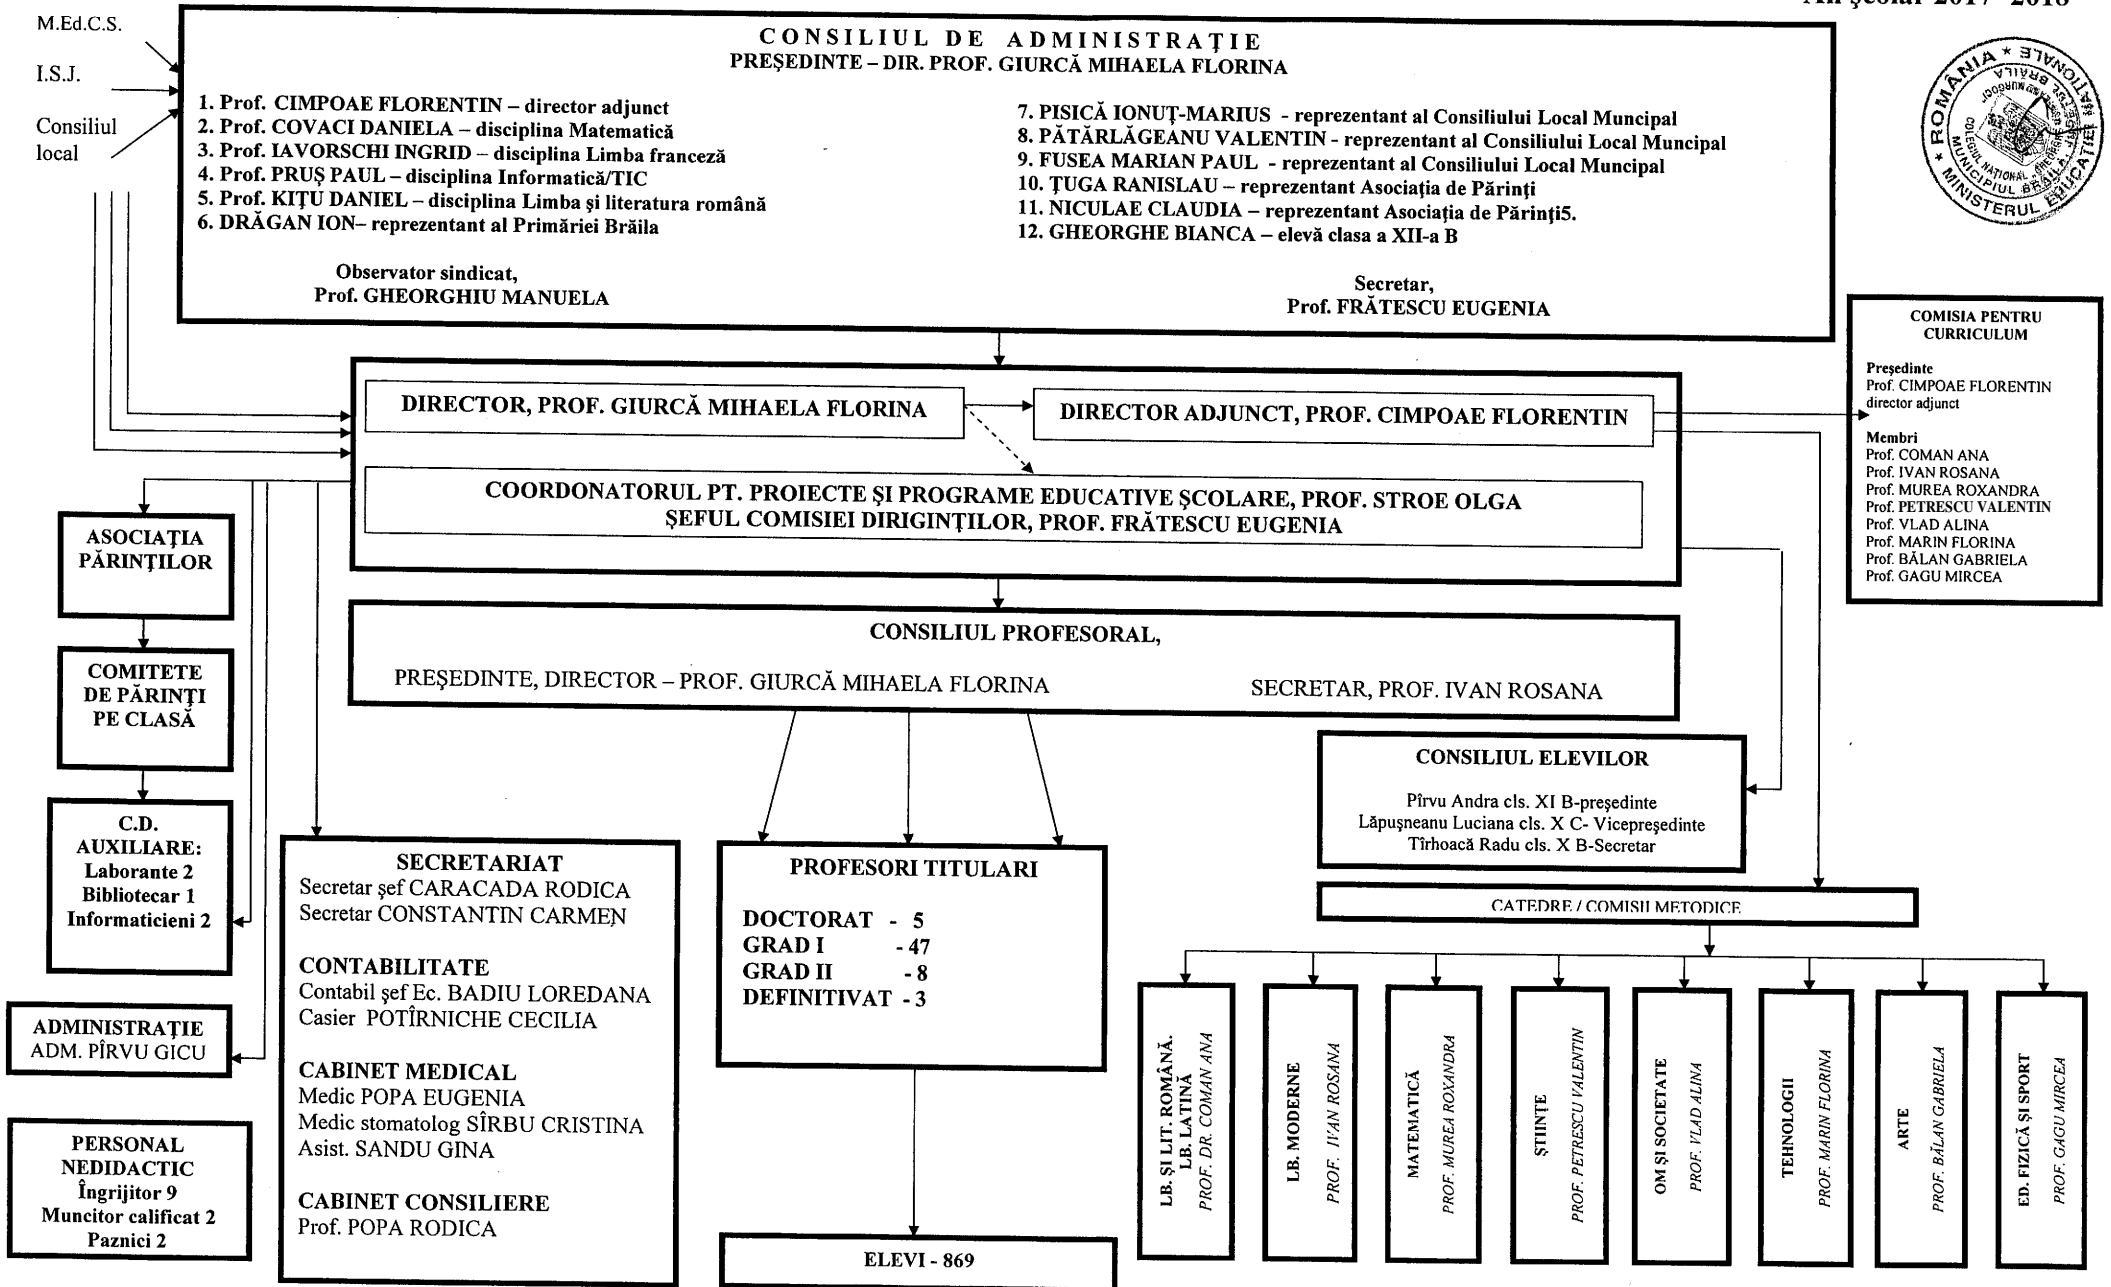 An şcolar 2017- 2018
M.Ed.C.S.
I.S.J.
Consiliul
local
CONSILIUL DE ADMINISTRAŢIE
PREŞEDINTE – DIR. PROF. GIURCĂ MIHAELA FLORINA
1. Prof. CIMPOAE FLORENTIN – director adjunct
2. Prof. COVACI DANIELA – disciplina Matematică
3. Prof. IAVORSCHI INGRID – disciplina Limba franceză
4. Prof. PRUŞ PAUL – disciplina Informatică/TIC
5. Prof. KIŢU DANIEL – disciplina Limba şi literatura română
6. DRĂGAN ION– reprezentant al Primăriei Brăila
7. PISICĂ IONUŢ-MARIUS - reprezentant al Consiliului Local Muncipal
8. PĂTĂRLĂGEANU VALENTIN - reprezentant al Consiliului Local Muncipal
9. FUSEA MARIAN PAUL - reprezentant al Consiliului Local Muncipal
10. ŢUGA RANISLAU – reprezentant Asociaţia de Părinţi
11. NICULAE CLAUDIA – reprezentant Asociaţia de Părinţi5.
12. GHEORGHE BIANCA – elevă clasa a XII-a B
Observator sindicat,
Prof. GHEORGHIU MANUELA
Secretar,
Prof. FRĂTESCU EUGENIA
* ROMÂNIA *
MINISTERUL EDUCAŢIEI NAŢIONALE
MUNICIPIUL BRĂILA
COLEGIUL NAŢIONAL
COMISIA PENTRU
CURRICULUM
Preşedinte
Prof. CIMPOAE FLORENTIN
director adjunct
Membri
Prof. COMAN ANA
Prof. IVAN ROSANA
Prof. MUREA ROXANDRA
Prof. PETRESCU VALENTIN
Prof. VLAD ALINA
Prof. MARIN FLORINA
Prof. BĂLAN GABRIELA
Prof. GAGU MIRCEA
DIRECTOR, PROF. GIURCĂ MIHAELA FLORINA
DIRECTOR ADJUNCT, PROF. CIMPOAE FLORENTIN
COORDONATORUL PT. PROIECTE ŞI PROGRAME EDUCATIVE ŞCOLARE, PROF. STROE OLGA
ŞEFUL COMISIEI DIRIGINŢILOR, PROF. FRĂTESCU EUGENIA
ASOCIAŢIA
PĂRINŢILOR
CONSILIUL PROFESORAL,
PREŞEDINTE, DIRECTOR – PROF. GIURCĂ MIHAELA FLORINA
SECRETAR, PROF. IVAN ROSANA
COMITETE
DE PĂRINŢI
PE CLASĂ
CONSILIUL ELEVILOR
Pîrvu Andra cls. XI B-preşedinte
Lăpuşneanu Luciana cls. X C- Vicepreşedinte
Tîrhoacă Radu cls. X B-Secretar
C.D.
AUXILIARE:
Laborante 2
Bibliotecar 1
Informaticieni 2
ADMINISTRAŢIE
ADM. PÎRVU GICU
PERSONAL
NEDIDACTIC
Îngrijitor 9
Muncitor calificat 2
Paznici 2
SECRETARIAT
Secretar şef CARACADA RODICA
Secretar CONSTANTIN CARMEN
CONTABILITATE
Contabil şef Ec. BADIU LOREDANA
Casier POTÎRNICHE CECILIA
CABINET MEDICAL
Medic POPA EUGENIA
Medic stomatolog SÎRBU CRISTINA
Asist. SANDU GINA
CABINET CONSILIERE
Prof. POPA RODICA
PROFESORI TITULARI
DOCTORAT - 5
GRAD I - 47
GRAD II - 8
DEFINITIVAT - 3
ELEVI - 869
CATEDRE / COMISII METODICE
LB. ŞI LIT. ROMÂNĂ.
LB. LATINĂ
PROF. DR. COMAN ANA
LB. MODERNE
PROF. IVAN ROSANA
MATEMATICĂ
PROF. MUREA ROXANDRA
ŞTIINŢE
PROF. PETRESCU VALENTIN
OM ŞI SOCIETATE
PROF. VLAD ALINA
TEHNOLOGII
PROF. MARIN FLORINA
ARTE
PROF. BĂLAN GABRIELA
ED. FIZICĂ ŞI SPORT
PROF. GAGU MIRCEA